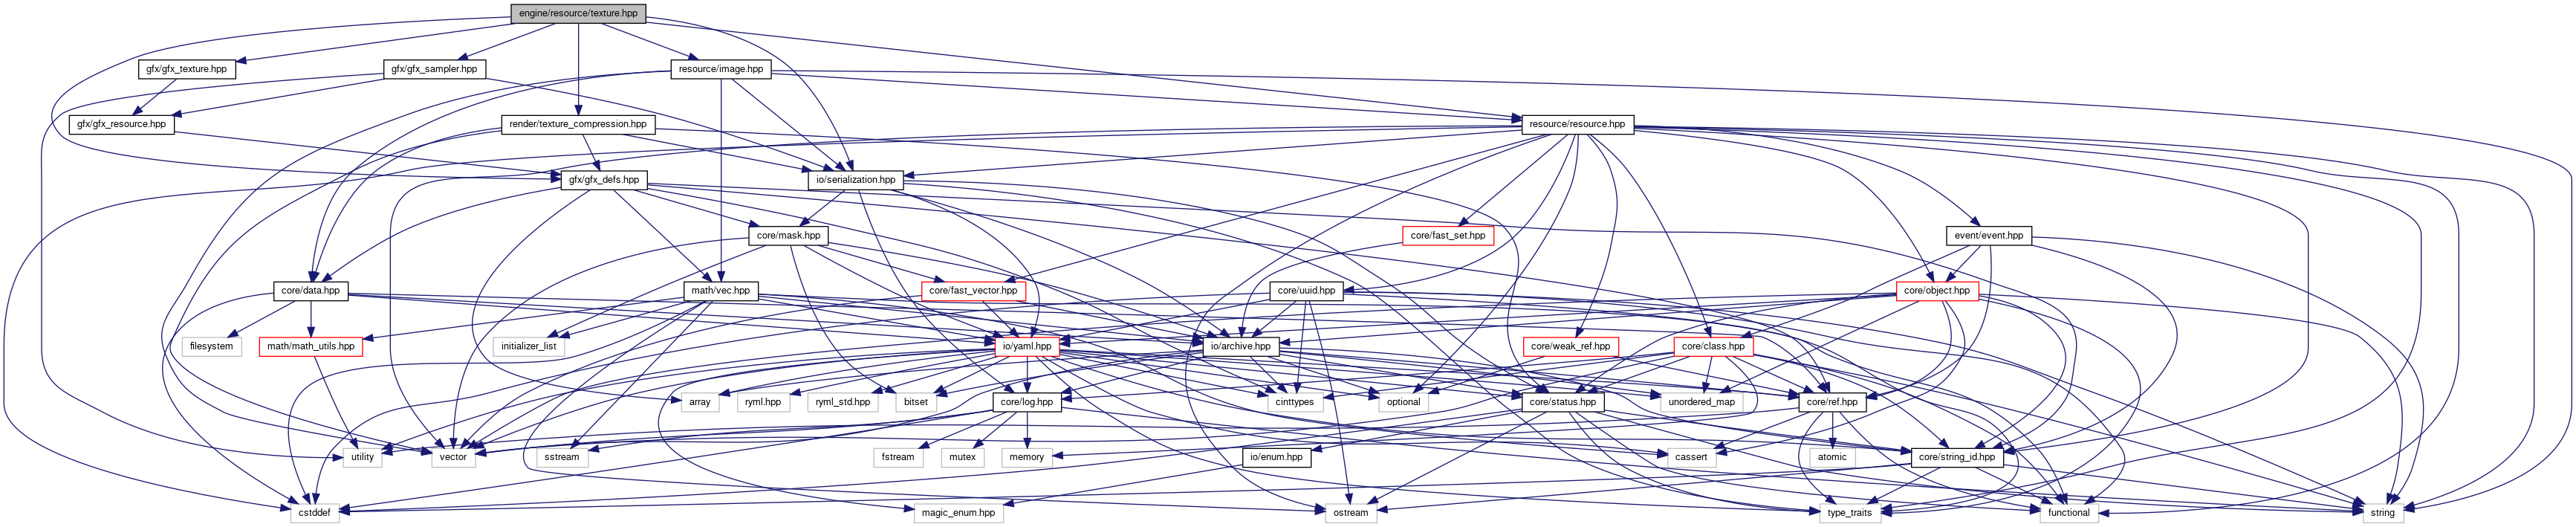 engine/resource/texture.hpp
gfx/gfx_texture.hpp
gfx/gfx_sampler.hpp
resource/image.hpp
gfx/gfx_resource.hpp
render/texture_compression.hpp
resource/resource.hpp
gfx/gfx_defs.hpp
io/serialization.hpp
core/mask.hpp
core/fast_set.hpp
event/event.hpp
core/data.hpp
math/vec.hpp
core/fast_vector.hpp
core/uuid.hpp
core/object.hpp
filesystem
math/math_utils.hpp
initializer_list
io/yaml.hpp
io/archive.hpp
core/weak_ref.hpp
core/class.hpp
array
ryml.hpp
ryml_std.hpp
bitset
core/log.hpp
cinttypes
optional
core/status.hpp
unordered_map
core/ref.hpp
utility
vector
sstream
fstream
mutex
memory
io/enum.hpp
cassert
atomic
core/string_id.hpp
cstddef
magic_enum.hpp
ostream
type_traits
functional
string